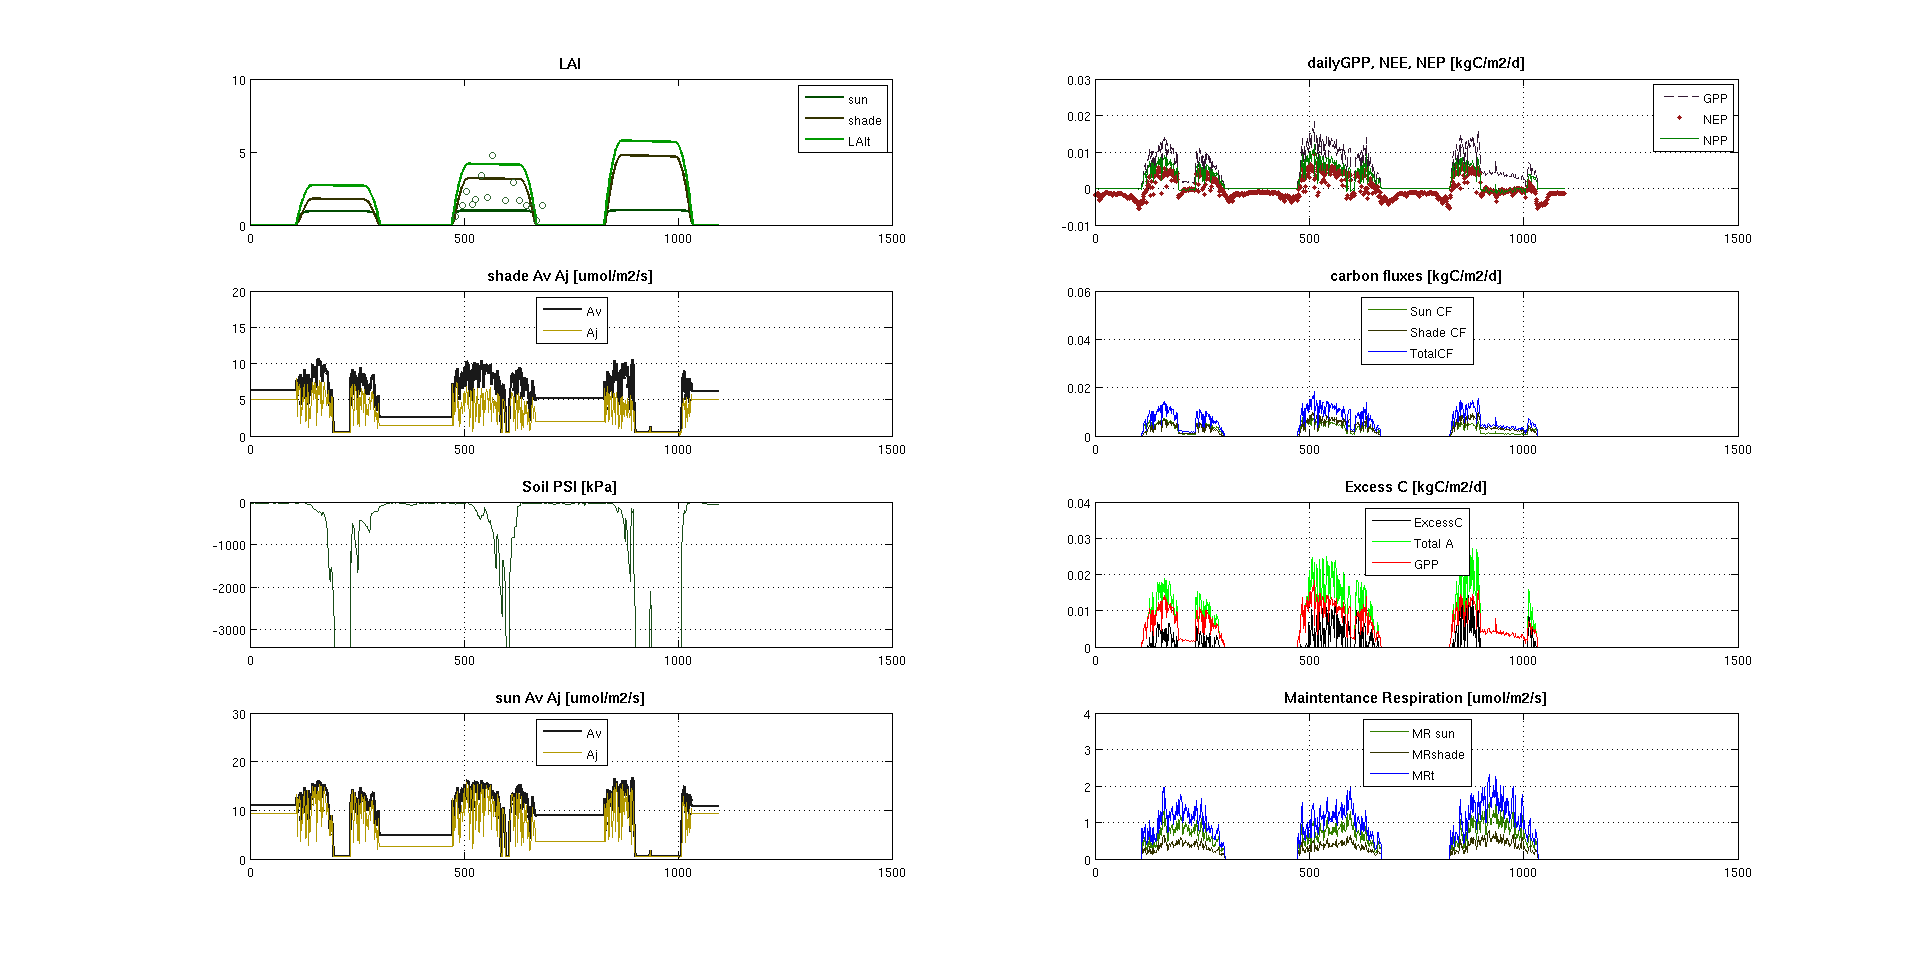 LAI
10
5
0
0
500
1000
1500
sun
shade
LAIt
dailyGPP, NEE, NEP [kgC/m2/d]
0.03
0.02
0.01
0
-0.01
0
500
1000
1500
GPP
NEP
NPP
shade Av Aj [umol/m2/s]
20
15
10
5
0
0
500
1000
1500
Av
Aj
carbon fluxes [kgC/m2/d]
0.06
0.04
0.02
0
0
500
1000
1500
Sun CF
Shade CF
TotalCF
Soil PSI [kPa]
0
-1000
-2000
-3000
0
500
1000
1500
Excess C [kgC/m2/d]
0.04
0.03
0.02
0.01
0
0
500
1000
1500
ExcessC
Total A
GPP
sun Av Aj [umol/m2/s]
30
20
10
0
0
500
1000
1500
Av
Aj
Maintentance Respiration [umol/m2/s]
4
3
2
1
0
0
500
1000
1500
MR sun
MRshade
MRt